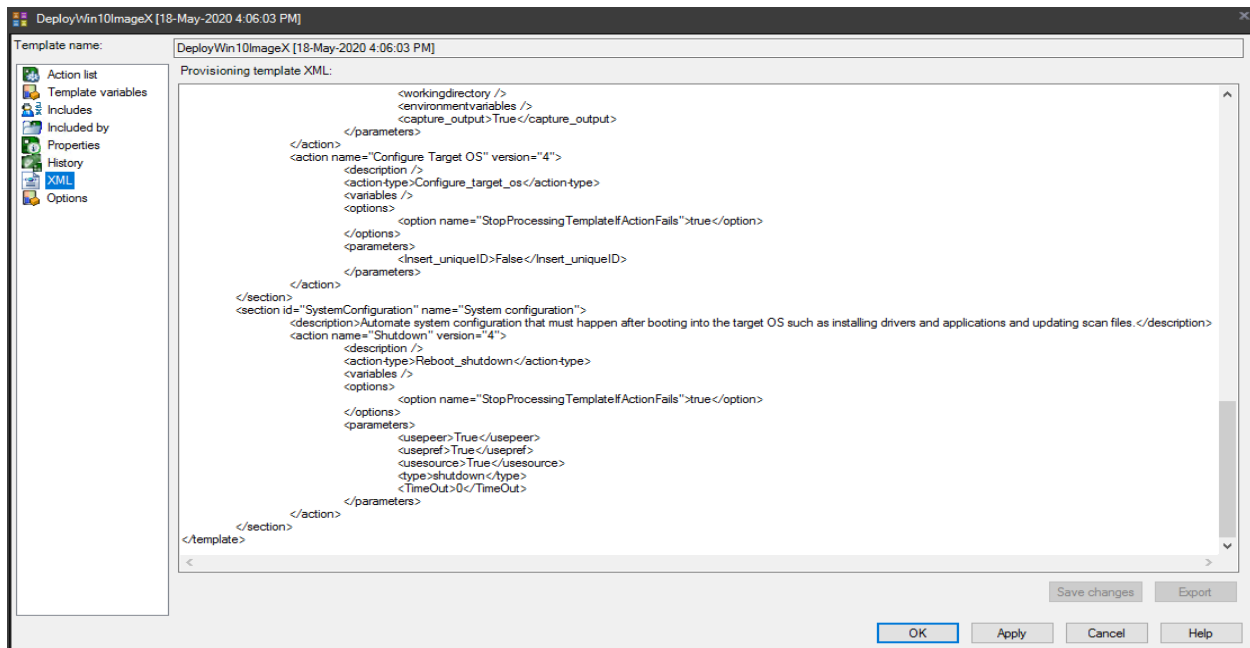 DeployWin10ImageX [18-May-2020 4:06:03 PM]
Template name:
DeployWin10ImageX [18-May-2020 4:06:03 PM]
Action list
Template variables
Includes
Included by
Properties
History
XML
Options
Provisioning template XML:
<workingdirectory />
<environmentvariables />
<capture_output>True</capture_output>
</parameters>
</action>
<action name="Configure Target OS" version="4">
<description />
<action-type>Configure_target_os</action-type>
<variables />
<options>
<option name="StopProcessingTemplateIfActionFails">true</option>
</options>
<parameters>
<Insert_uniqueID>False</Insert_uniqueID>
</parameters>
</action>
</section>
<section id="SystemConfiguration" name="System configuration">
<description>Automate system configuration that must happen after booting into the target OS such as installing drivers and applications and updating scan files.</description>
<action name="Shutdown" version="4">
<description />
<action-type>Reboot_shutdown</action-type>
<variables />
<options>
<option name="StopProcessingTemplateIfActionFails">true</option>
</options>
<parameters>
<usepeer>True</usepeer>
<usepref>True</usepref>
<usesource>True</usesource>
<type>shutdown</type>
<TimeOut>0</TimeOut>
</parameters>
</action>
</section>
</template>
Save changes
Export
OK
Apply
Cancel
Help